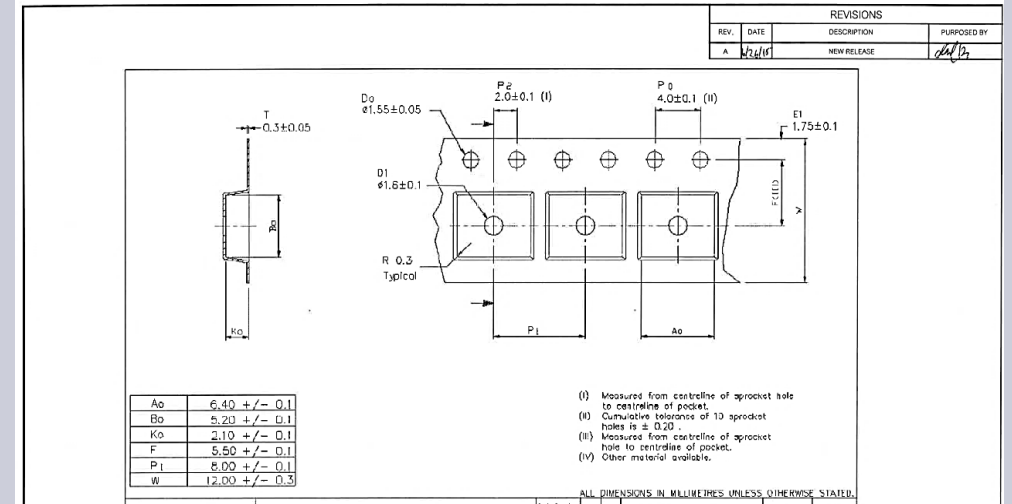 REVISIONS
REV. DATE DESCRIPTION PURPOSED BY
A NEW RELEASE
P2
2.0±0.1 (I)
P0
4.0±0.1 (II)
Do
ø1.55±0.05
E1
1.75±0.1
T
0.3±0.05
D1
ø1.6±0.1
F(III)
W
Bo
R 0.3
Typical
Ko
P1
Ao
Ao 6.40 +/- 0.1
Bo 5.20 +/- 0.1
Ko 2.10 +/- 0.1
F 5.50 +/- 0.1
P1 8.00 +/- 0.1
W 12.00 +/- 0.3
(I) Measured from centreline of sprocket hole
to centreline of pocket.
(II) Cumulative tolerance of 10 sprocket
holes is ± 0.20 .
(III) Measured from centreline of sprocket
hole to centreline of pocket.
(IV) Other material available.
ALL DIMENSIONS IN MILLIMETRES UNLESS OTHERWISE STATED.